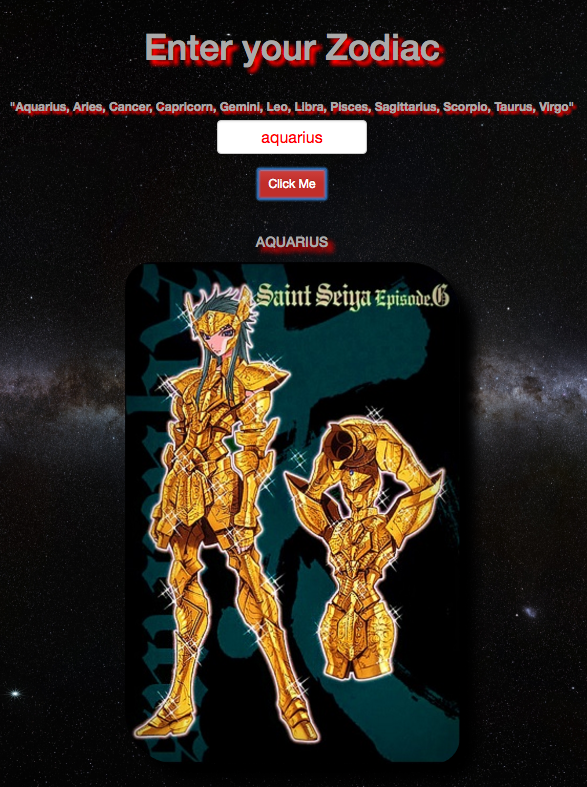 Enter your Zodiac
"Aquarius, Aries, Cancer, Capricorn, Gemini, Leo, Libra, Pisces, Sagittarius, Scorpio, Taurus, Virgo"
aquarius
Click Me
AQUARIUS
Saint Seiya Episode.G